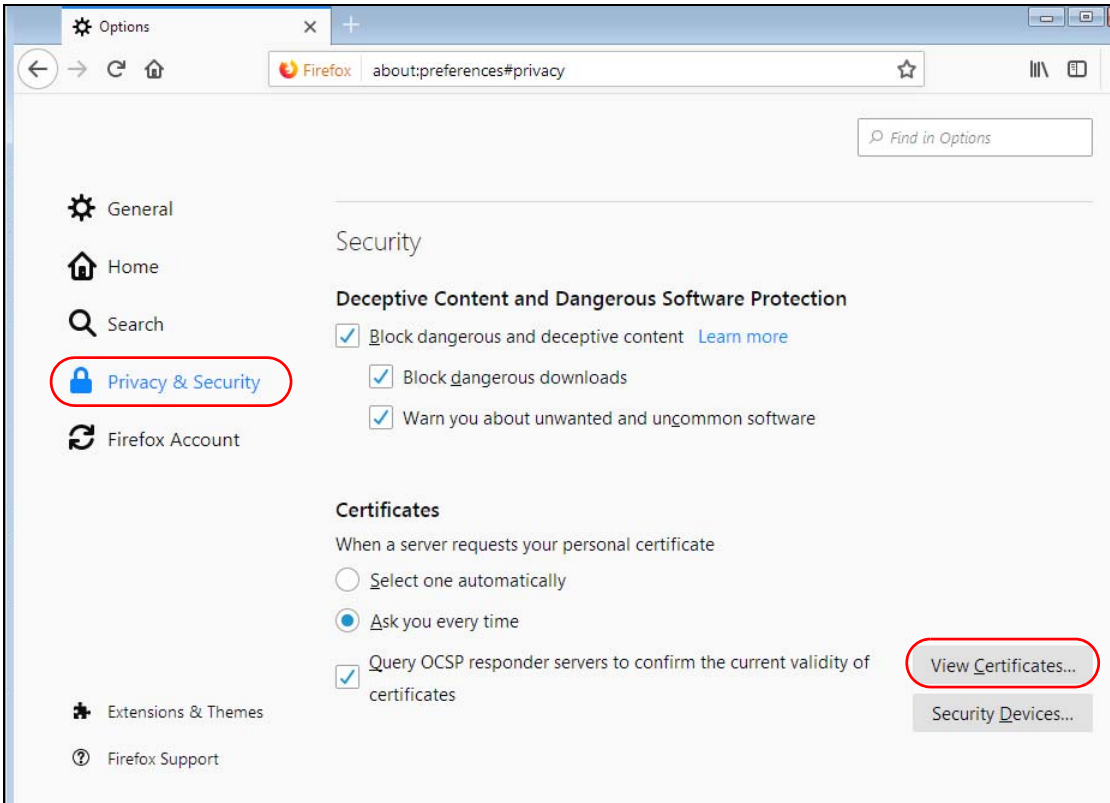 Options
Firefox about:preferences#privacy
Find in Options
General
Home
Search
Privacy & Security
Firefox Account
Extensions & Themes
Firefox Support
Security
Deceptive Content and Dangerous Software Protection
Block dangerous and deceptive content Learn more
Block dangerous downloads
Warn you about unwanted and uncommon software
Certificates
When a server requests your personal certificate
Select one automatically
Ask you every time
Query OCSP responder servers to confirm the current validity of
certificates
View Certificates...
Security Devices...